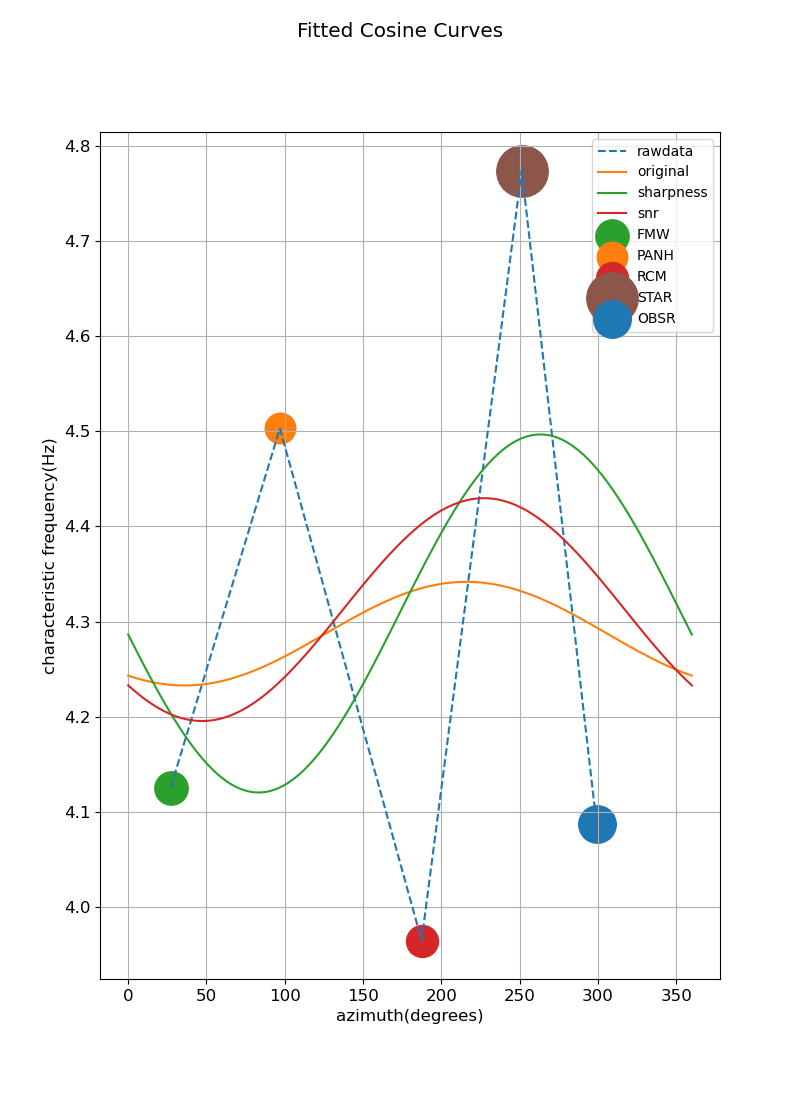 Fitted Cosine Curves
rawdata
original
sharpness
snr
FMW
PANH
RCM
STAR
OBSR
4.8
4.7
4.6
4.5
4.4
4.3
4.2
4.1
4.0
characteristic frequency(Hz)
0 50 100 150 200 250 300 350
azimuth(degrees)